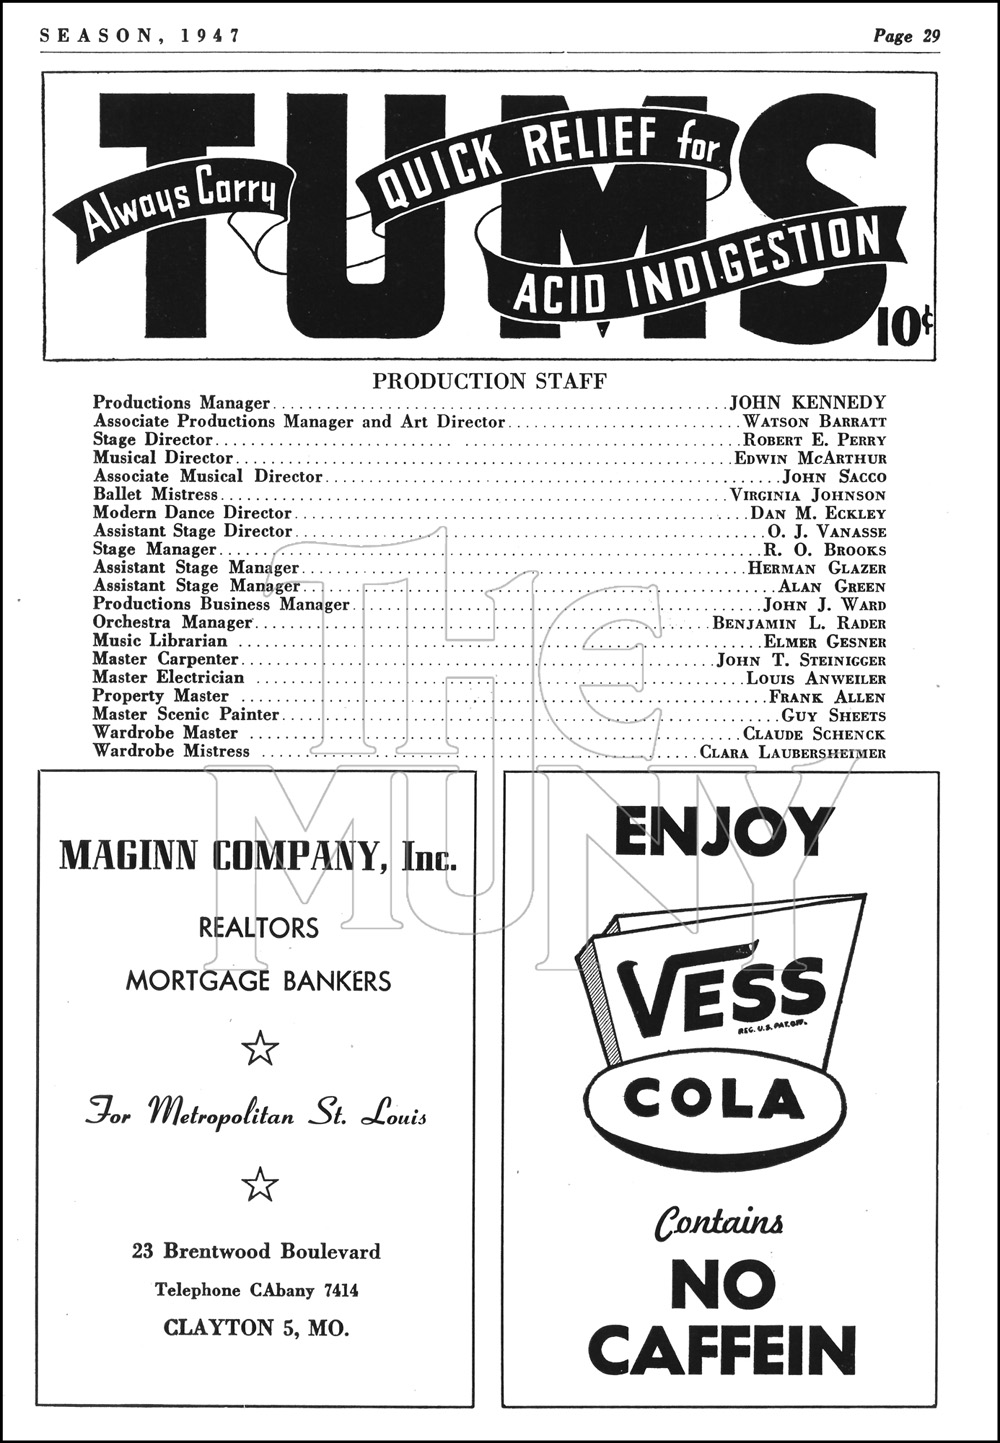 SEASON, 1947 Page 29
TUMS
Always Carry
QUICK RELIEF for
ACID INDIGESTION
10¢
PRODUCTION STAFF
Productions Manager JOHN KENNEDY
Associate Productions Manager and Art Director WATSON BARRATT
Stage Director ROBERT E. PERRY
Musical Director EDWIN MCARTHUR
Associate Musical Director JOHN SACCO
Ballet Mistress VIRGINIA JOHNSON
Modern Dance Director DAN M. ECKLEY
Assistant Stage Director O. J. VANASSE
Stage Manager R. O. BROOKS
Assistant Stage Manager HERMAN GLAZER
Assistant Stage Manager ALAN GREEN
Productions Business Manager JOHN J. WARD
Orchestra Manager BENJAMIN L. RADER
Music Librarian ELMER GESNER
Master Carpenter JOHN T. STEINIGGER
Master Electrician LOUIS ANWEILER
Property Master FRANK ALLEN
Master Scenic Painter GUY SHEETS
Wardrobe Master CLAUDE SCHENCK
Wardrobe Mistress CLARA LAUBERSHEIMER
THE
MUNY
MAGINN COMPANY, Inc.
REALTORS
MORTGAGE BANKERS
For Metropolitan St. Louis
23 Brentwood Boulevard
Telephone CAbany 7414
CLAYTON 5, MO.
ENJOY
VESS
REG. U.S. PAT. OFF.
COLA
Contains
NO
CAFFEIN